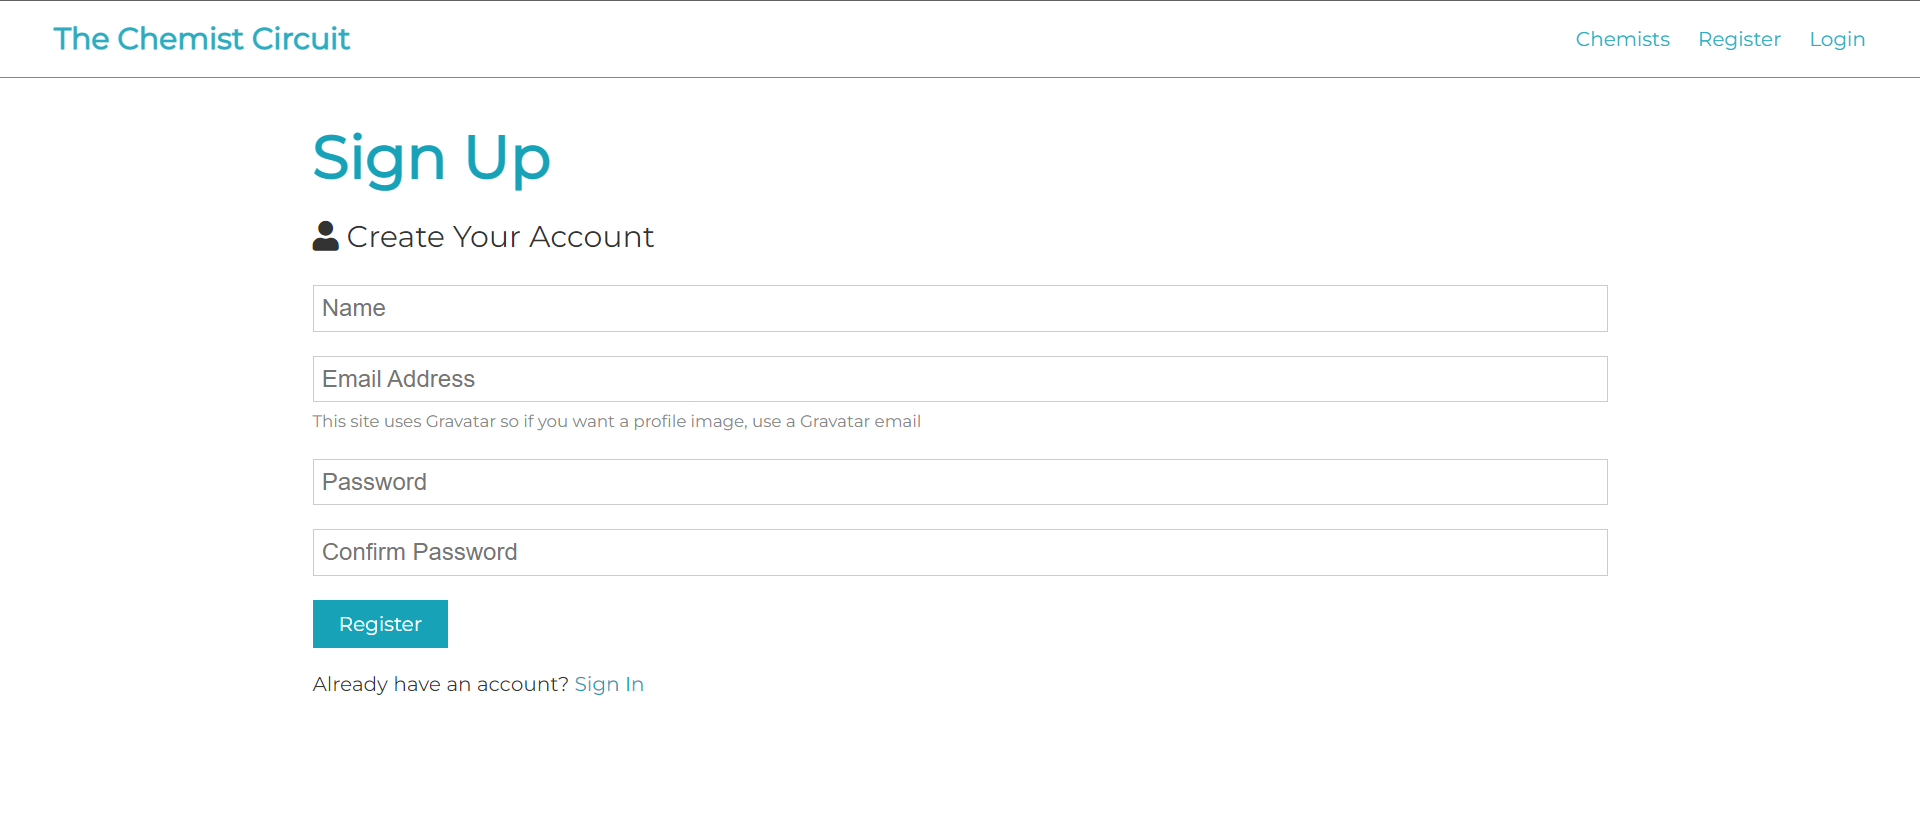 The Chemist Circuit
Chemists Register Login
Sign Up
Create Your Account
Name
Email Address
This site uses Gravatar so if you want a profile image, use a Gravatar email
Password
Confirm Password
Register
Already have an account? Sign In